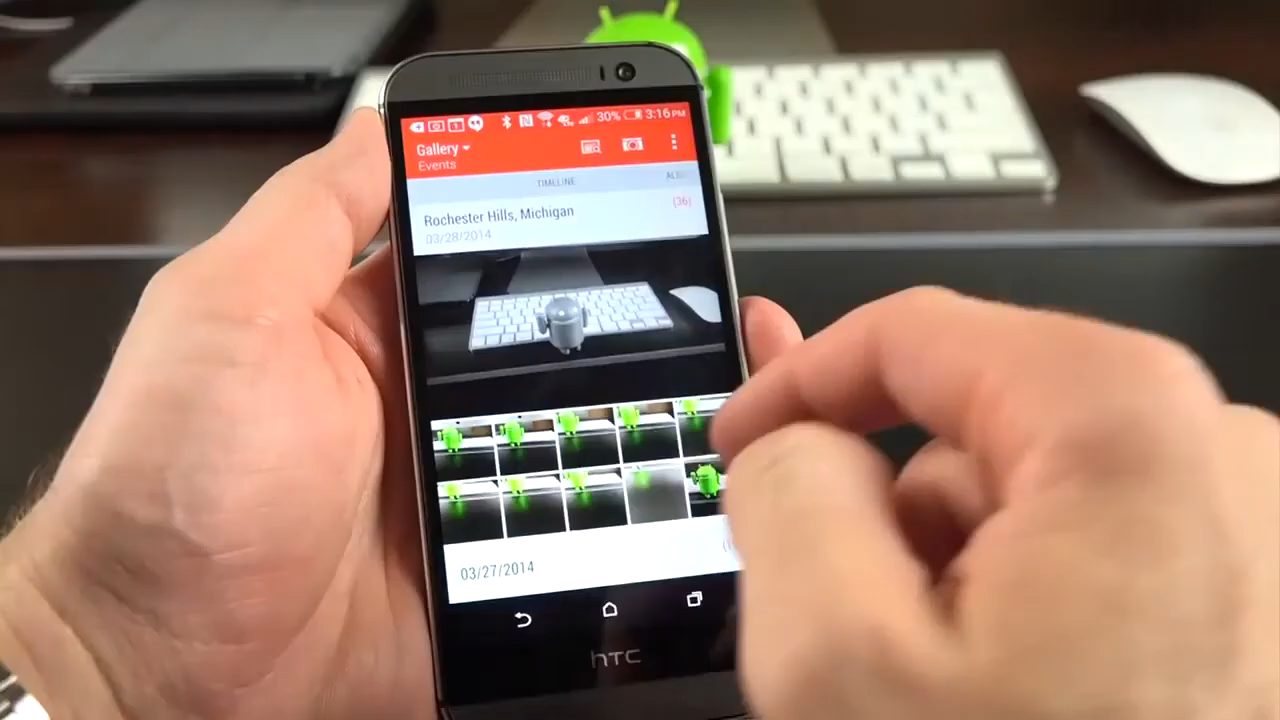 30% 3:16 PM
Gallery
Events
TIMELINE
Rochester Hills, Michigan
(36)
03/28/2014
03/27/2014
hTC